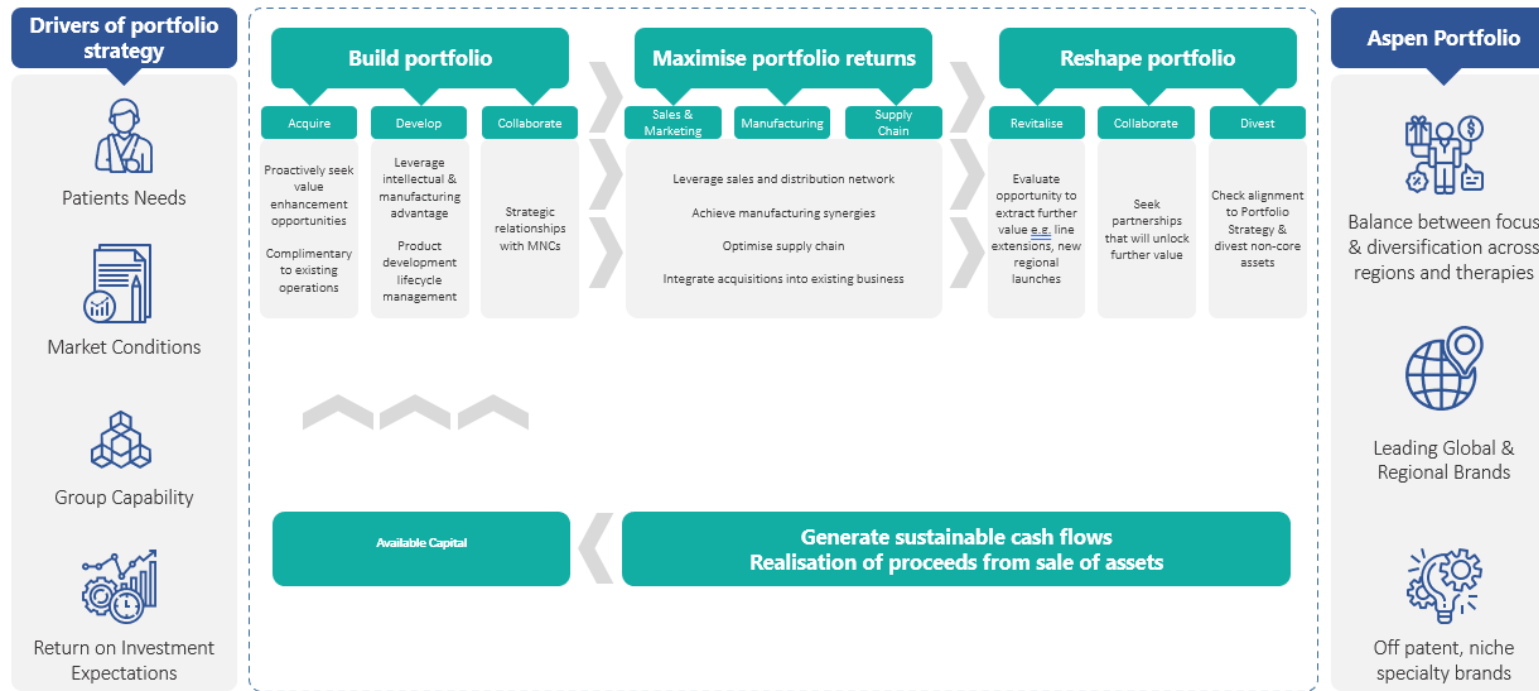 Drivers of portfolio
strategy
Patients Needs
Market Conditions
Group Capability
Return on Investment
Expectations
Build portfolio
Acquire
Proactively seek
value
enhancement
opportunities
Complimentary
to existing
operations
Develop
Leverage
intellectual &
manufacturing
advantage
Product
development
lifecycle
management
Collaborate
Strategic
relationships
with MNCs
Maximise portfolio returns
Sales &
Marketing
Manufacturing
Supply
Chain
Leverage sales and distribution network
Achieve manufacturing synergies
Optimise supply chain
Integrate acquisitions into existing business
Reshape portfolio
Revitalise
Evaluate
opportunity to
extract further
value e.g. line
extensions, new
regional
launches
Collaborate
Seek
partnerships
that will unlock
further value
Divest
Check alignment
to Portfolio
Strategy &
divest non-core
assets
Available Capital
Generate sustainable cash flows
Realisation of proceeds from sale of assets
Aspen Portfolio
Balance between focus
& diversification across
regions and therapies
Leading Global &
Regional Brands
Off patent, niche
specialty brands